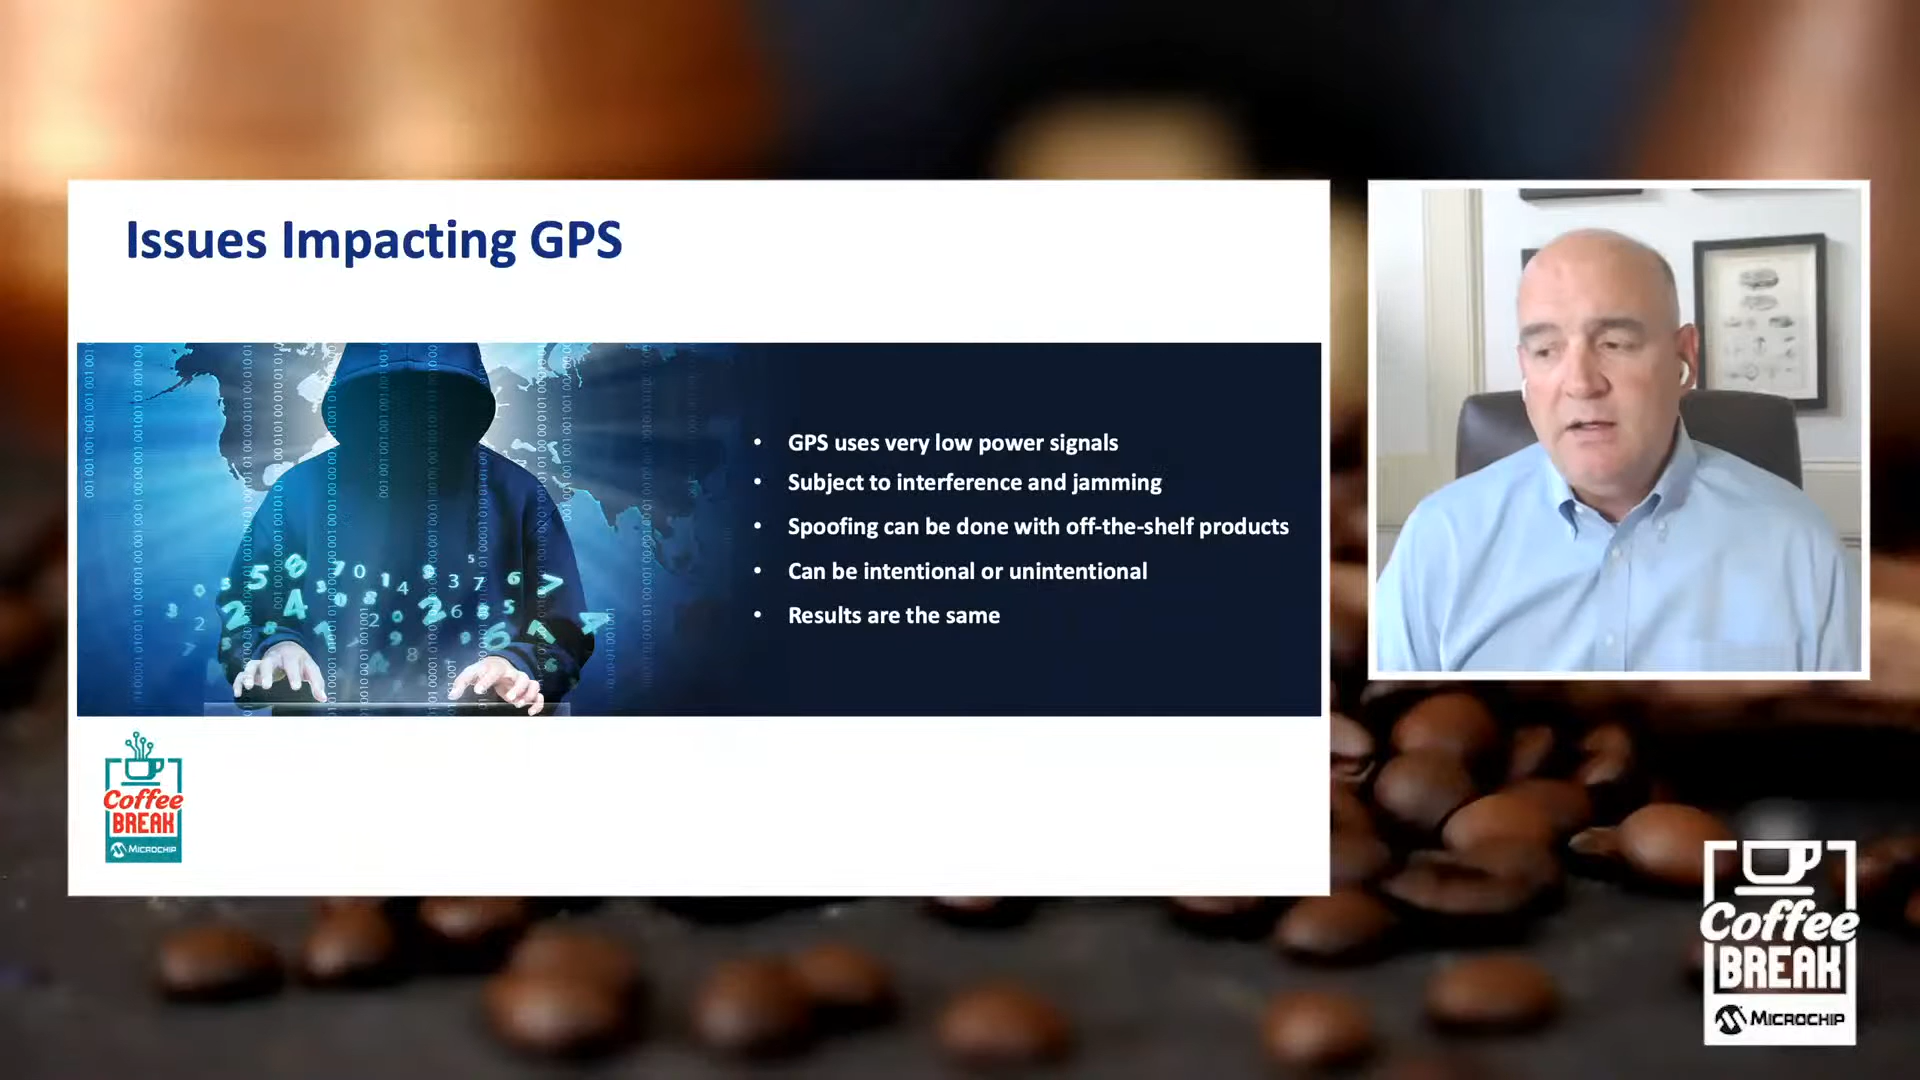 Issues Impacting GPS
• GPS uses very low power signals
• Subject to interference and jamming
• Spoofing can be done with off-the-shelf products
• Can be intentional or unintentional
• Results are the same
Coffee
BREAK
MICROCHIP
Coffee
BREAK
MICROCHIP